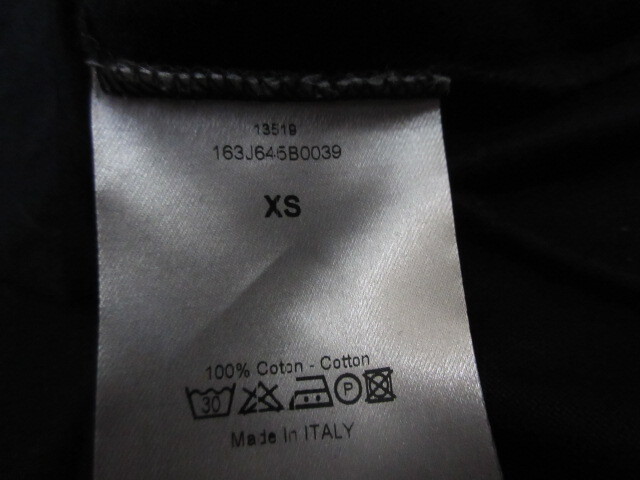 13519
163J645B0039
XS
100% Coton - Cotton
30 P
Made in ITALY